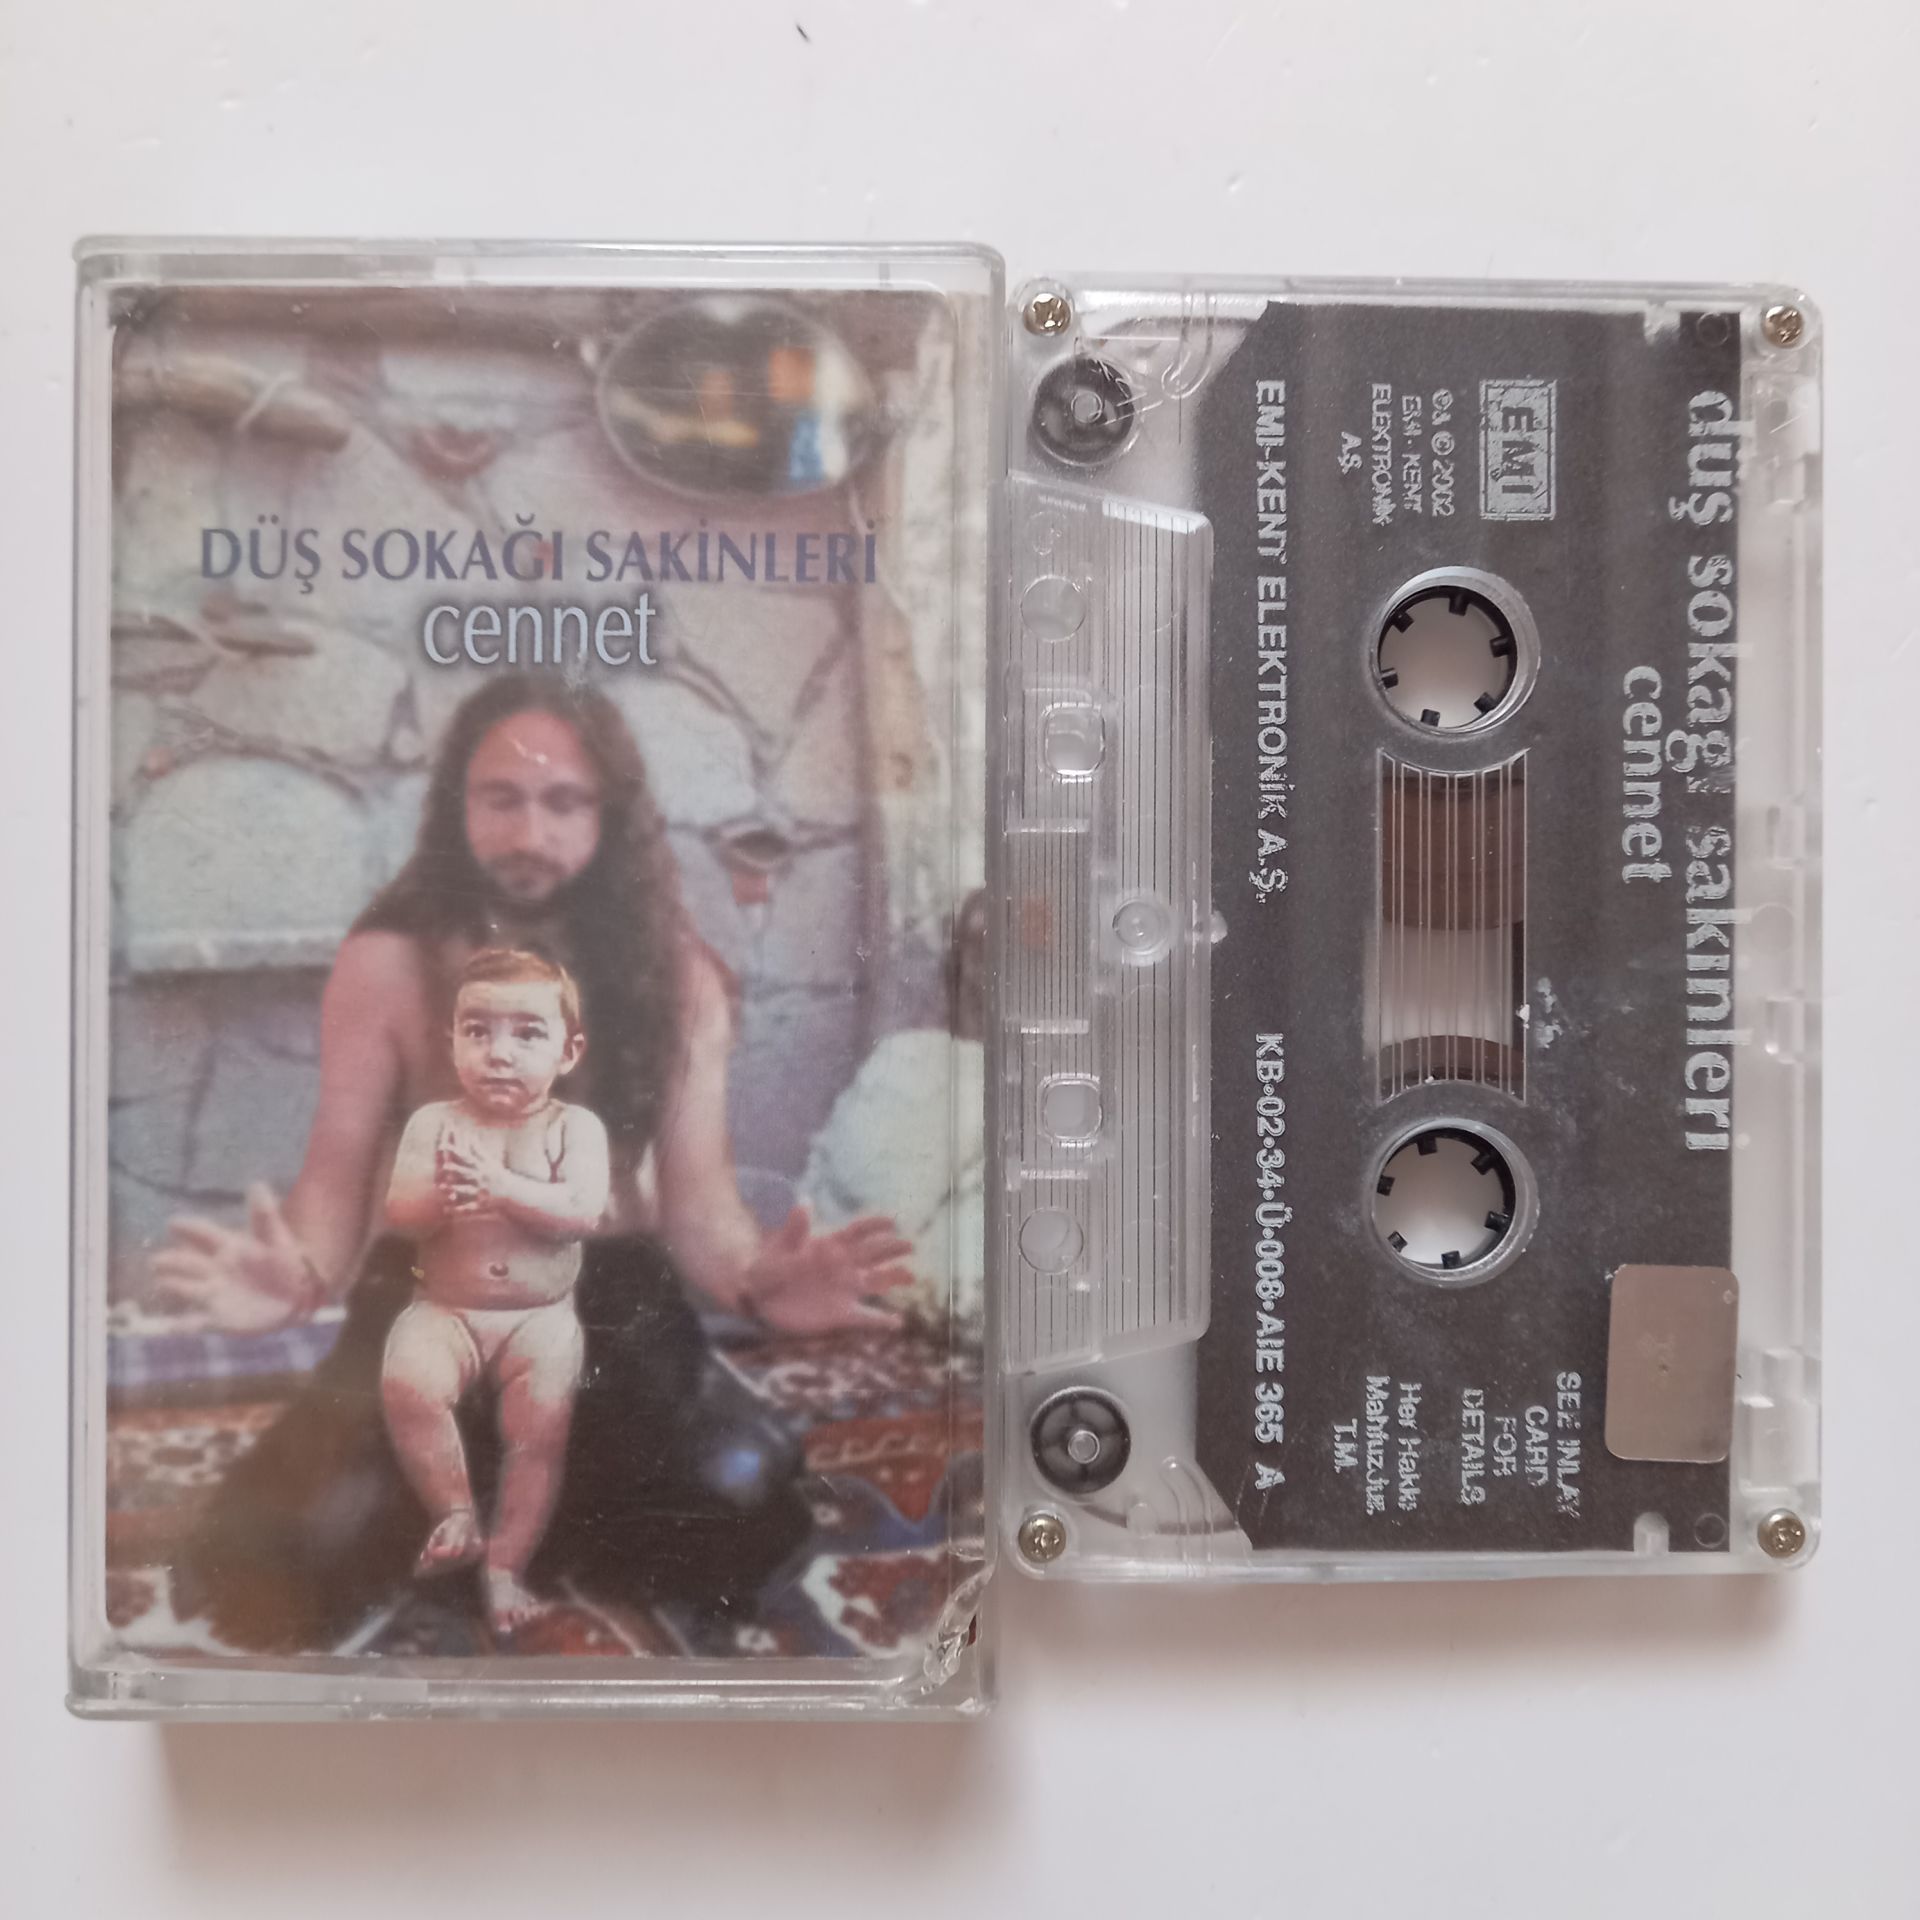 DÜŞ SOKAĞI SAKİNLERİ
cennet
düş sokağı sakinleri
cennet
EMI
℗ & © 2002
EMI - KENT
ELEKTRONİK
A.Ş.
SEE INLAY
CARD
FOR
DETAILS
Her Hakkı
Mahfuzdur.
T.M.
EMI-KENT ELEKTRONİK A.Ş. KB•02•34•Ü•008•AIE 365 A